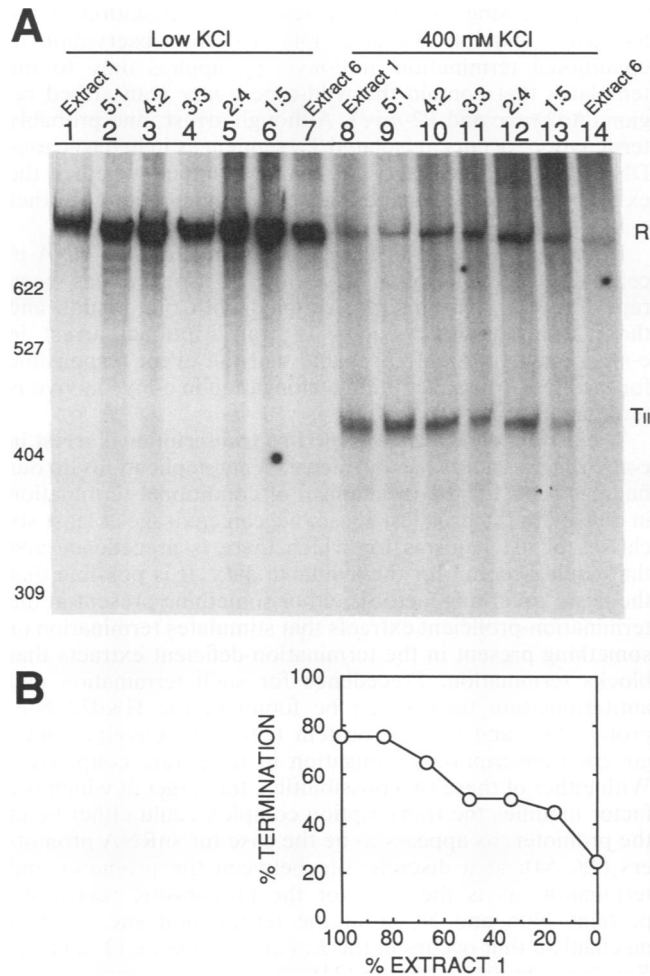 A
Low KCl 400 mM KCl
Extract 1 5:1 4:2 3:3 2:4 1:5 Extract 6 Extract 1 5:1 4:2 3:3 2:4 1:5 Extract 6
1 2 3 4 5 6 7 8 9 10 11 12 13 14
R
622
527
TII
404
309
B
100
80
60
40
20
0
% TERMINATION
100 80 60 40 20 0
% EXTRACT 1